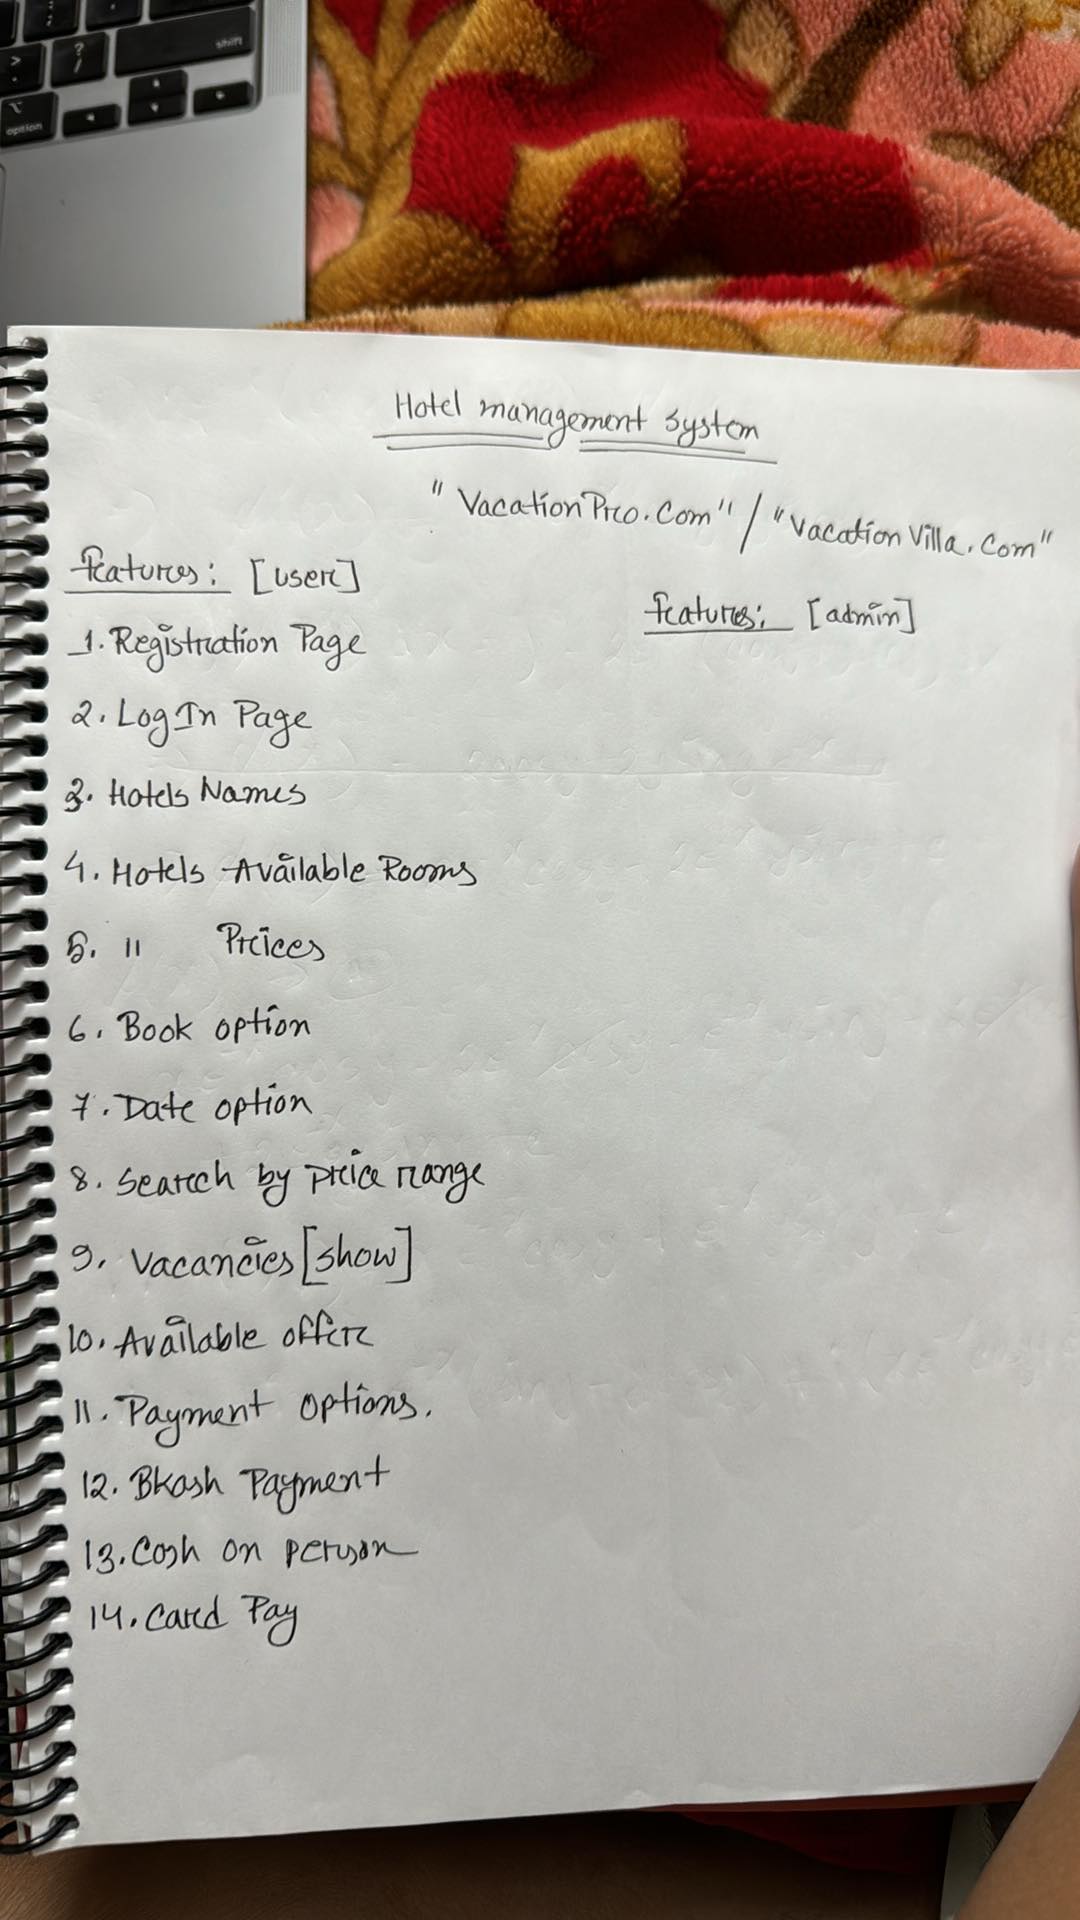 shift
option
Hotel management System
"VacationPro.Com" / "Vacation Villa.Com"
Features: [user]
Features: [admin]
1. Registration Page
2. Log In Page
3. Hotels Names
4. Hotels Available Rooms
5. " Prices
6. Book option
7. Date option
8. Search by price range
9. Vacancies [show]
10. Available offer
11. Payment Options.
12. Bkash Payment
13. Cash on person
14. Card Pay